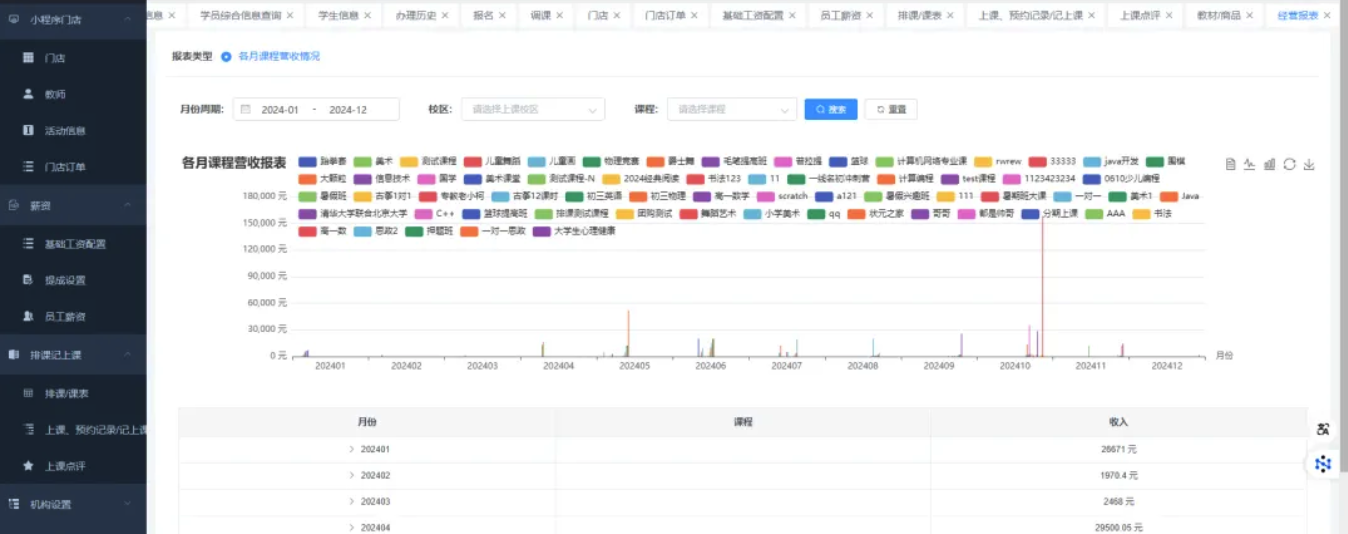 小程序门店
门店
教师
活动信息
门店订单
薪资
基础工资配置
提成设置
员工薪资
排课记上课
排课/课表
上课、预约记录/记上课
上课点评
机构设置
息 × 学员综合信息查询 × 学生信息 × 办理历史 × 报名 × 调课 × 门店 × 门店订单 × 基础工资配置 × 员工薪资 × 排课/课表 × 上课、预约记录/记上课 × 上课点评 × 教材/商品 × 经营报表 ×
报表类型 各月课程营收情况
月份周期: 2024-01 - 2024-12 校区: 请选择上课校区 课程: 请选择课程 搜索 重置
各月课程营收报表
跆拳赛 美术 测试课程 儿童舞蹈 儿童画 物理竞赛 爵士舞 毛笔提高班 普拉提 篮球 计算机网络专业课 rwrew 33333 java开发 围棋
大颗粒 信息技术 国学 美术课堂 测试课程-N 2024经典阅读 书法123 11 一线名初冲刺营 计算编程 test课程 1123423234 0610少儿编程
暑假班 古筝1对1 专教老小柯 古筝12课时 初三英语 初三物理 高一数学 scratch a121 暑假兴趣班 111 暑期班大课 一对一 美术1 Java
清华大学联合北京大学 C++ 篮球提高班 排课测试课程 团购测试 舞蹈艺术 小学美术 qq 状元之家 哥哥 都是帅哥 分期上课 AAA 书法
高一数 思政2 押题班 一对一思政 大学生心理健康
180,000 元
150,000 元
120,000 元
90,000 元
60,000 元
30,000 元
0 元
202401 202402 202403 202404 202405 202406 202407 202408 202409 202410 202411 202412 月份
月份 课程 收入
202401 26671 元
202402 1970.4 元
202403 2468 元
202404 29500.05 元